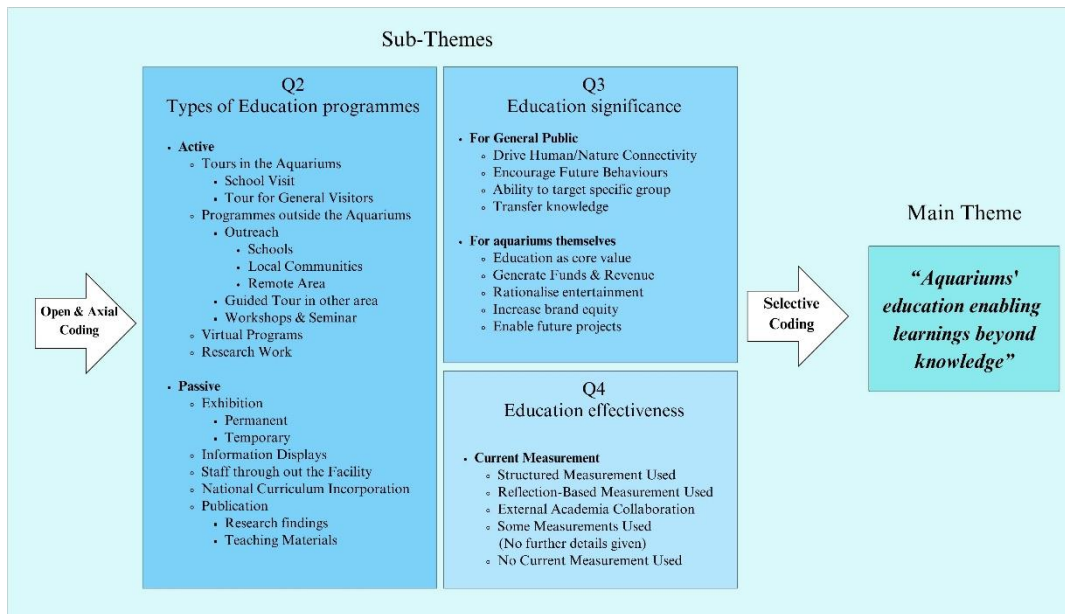 Sub-Themes
Open & Axial
Coding
Q2
Types of Education programmes
Active
Tours in the Aquariums
School Visit
Tour for General Visitors
Programmes outside the Aquariums
Outreach
Schools
Local Communities
Remote Area
Guided Tour in other area
Workshops & Seminar
Virtual Programs
Research Work
Passive
Exhibition
Permanent
Temporary
Information Displays
Staff through out the Facility
National Curriculum Incorporation
Publication
Research findings
Teaching Materials
Q3
Education significance
For General Public
Drive Human/Nature Connectivity
Encourage Future Behaviours
Ability to target specific group
Transfer knowledge
For aquariums themselves
Education as core value
Generate Funds & Revenue
Rationalise entertainment
Increase brand equity
Enable future projects
Q4
Education effectiveness
Current Measurement
Structured Measurement Used
Reflection-Based Measurement Used
External Academia Collaboration
Some Measurements Used
(No further details given)
No Current Measurement Used
Selective
Coding
Main Theme
“Aquariums'
education enabling
learnings beyond
knowledge”